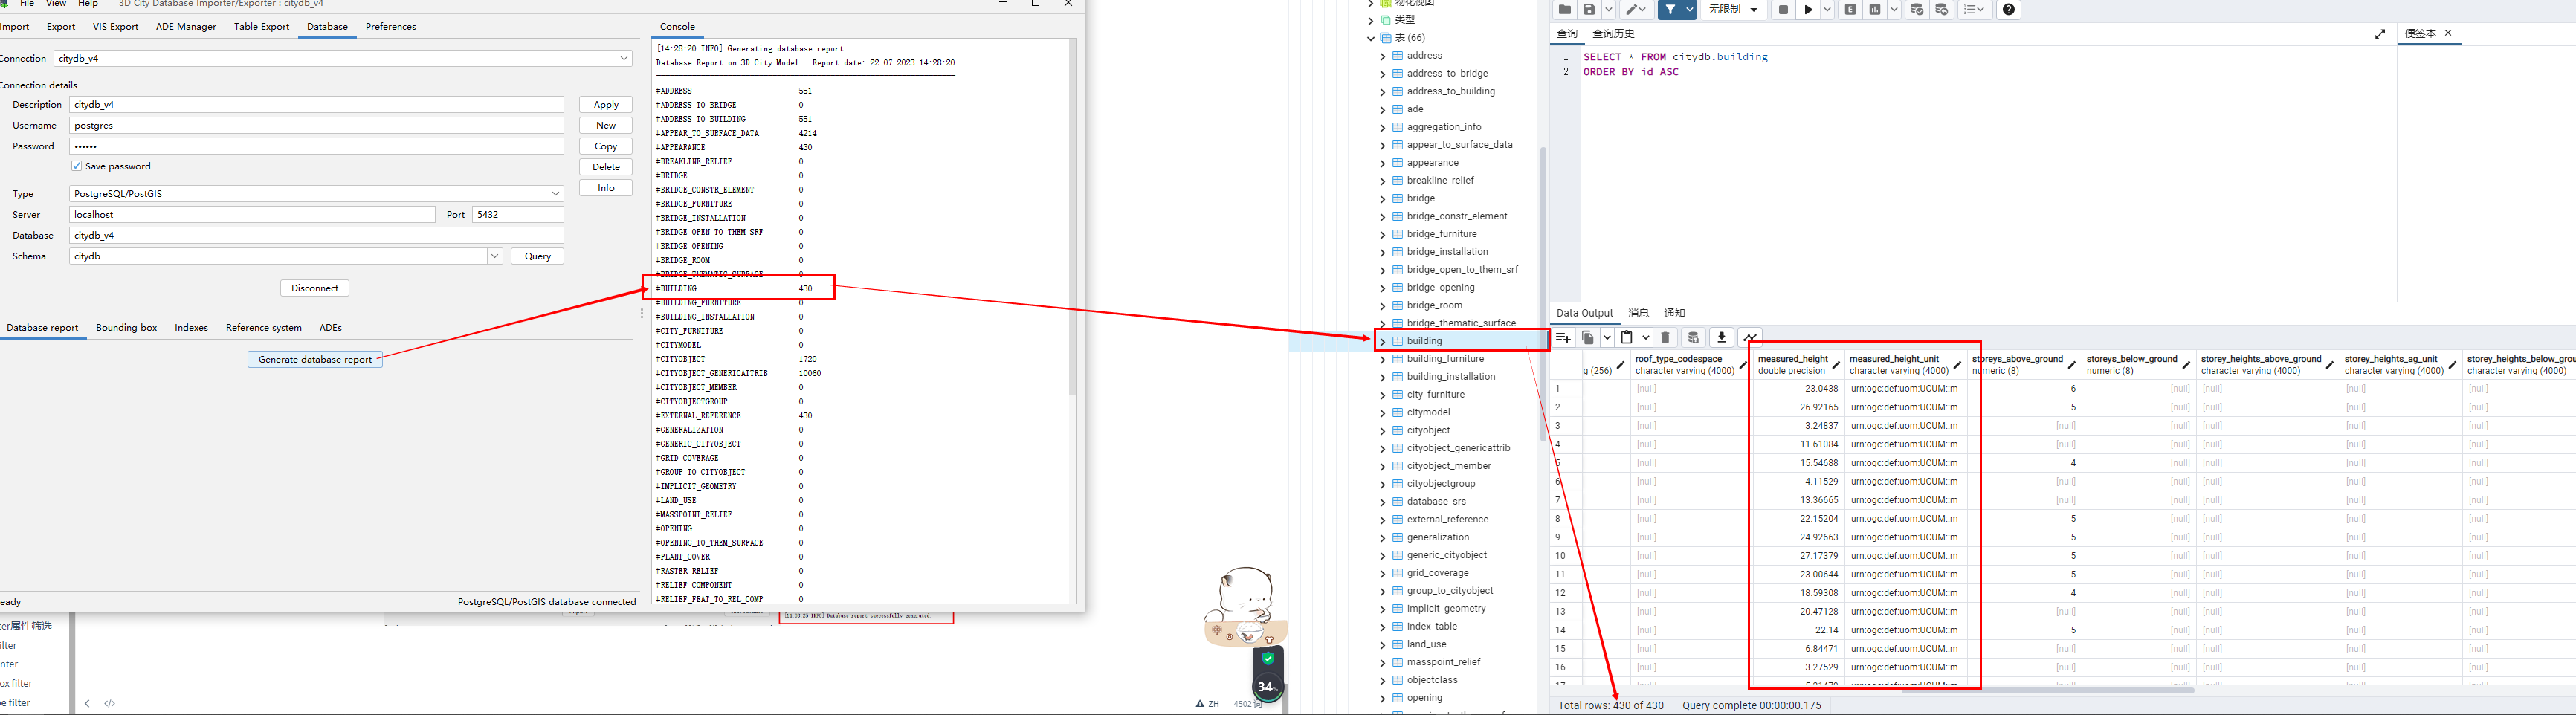 File View Help 3D City Database Importer/Exporter : citydb_v4
Import Export VIS Export ADE Manager Table Export Database Preferences
Connection citydb_v4
Connection details
Description citydb_v4 Apply
Username postgres New
Password •••••• Copy
Save password Delete
Type PostgreSQL/PostGIS Info
Server localhost Port 5432
Database citydb_v4
Schema citydb Query
Disconnect
Database report Bounding box Indexes Reference system ADEs
Generate database report
eady PostgreSQL/PostGIS database connected
Console
[14:28:20 INFO] Generating database report...
Database Report on 3D City Model - Report date: 22.07.2023 14:28:20
#ADDRESS 551
#ADDRESS_TO_BRIDGE 0
#ADDRESS_TO_BUILDING 551
#APPEAR_TO_SURFACE_DATA 4214
#APPEARANCE 430
#BREAKLINE_RELIEF 0
#BRIDGE 0
#BRIDGE_CONSTR_ELEMENT 0
#BRIDGE_FURNITURE 0
#BRIDGE_INSTALLATION 0
#BRIDGE_OPEN_TO_THEM_SRF 0
#BRIDGE_OPENING 0
#BRIDGE_ROOM 0
#BRIDGE_THEMATIC_SURFACE 0
#BUILDING 430
#BUILDING_FURNITURE 0
#BUILDING_INSTALLATION 0
#CITY_FURNITURE 0
#CITYMODEL 0
#CITYOBJECT 1720
#CITYOBJECT_GENERICATTRIB 10060
#CITYOBJECT_MEMBER 0
#CITYOBJECTGROUP 0
#EXTERNAL_REFERENCE 430
#GENERALIZATION 0
#GENERIC_CITYOBJECT 0
#GRID_COVERAGE 0
#GROUP_TO_CITYOBJECT 0
#IMPLICIT_GEOMETRY 0
#LAND_USE 0
#MASSPOINT_RELIEF 0
#OPENING 0
#OPENING_TO_THEM_SURFACE 0
#PLANT_COVER 0
#RASTER_RELIEF 0
#RELIEF_COMPONENT 0
#RELIEF_FEAT_TO_REL_COMP 0
ter属性筛选
ilter
nter
ox filter
e filter
[14:48:25 INFO] Database report successfully generated
34%
ZH 4502 词
物化视图
类型
表 (66)
address
address_to_bridge
address_to_building
ade
aggregation_info
appear_to_surface_data
appearance
breakline_relief
bridge
bridge_constr_element
bridge_furniture
bridge_installation
bridge_open_to_them_srf
bridge_opening
bridge_room
bridge_thematic_surface
building
building_furniture
building_installation
city_furniture
citymodel
cityobject
cityobject_genericattrib
cityobject_member
cityobjectgroup
database_srs
external_reference
generalization
generic_cityobject
grid_coverage
group_to_cityobject
implicit_geometry
index_table
land_use
masspoint_relief
objectclass
opening
无限制
查询 查询历史 便签本
1 SELECT * FROM citydb.building
2 ORDER BY id ASC
Data Output 消息 通知
roof_type_codespace measured_height measured_height_unit storeys_above_ground storeys_below_ground storey_heights_above_ground storey_heights_ag_unit storey_heights_below_ground
g (256) character varying (4000) double precision character varying (4000) numeric (8) numeric (8) character varying (4000) character varying (4000) character varying (4000)
1 [null] 23.0438 urn:ogc:def:uom:UCUM::m 6 [null] [null] [null] [null]
2 [null] 26.92165 urn:ogc:def:uom:UCUM::m 5 [null] [null] [null] [null]
3 [null] 3.24837 urn:ogc:def:uom:UCUM::m [null] [null] [null] [null] [null]
4 [null] 11.61084 urn:ogc:def:uom:UCUM::m [null] [null] [null] [null] [null]
5 [null] 15.54688 urn:ogc:def:uom:UCUM::m 4 [null] [null] [null] [null]
6 [null] 4.11529 urn:ogc:def:uom:UCUM::m [null] [null] [null] [null] [null]
7 [null] 13.36665 urn:ogc:def:uom:UCUM::m [null] [null] [null] [null] [null]
8 [null] 22.15204 urn:ogc:def:uom:UCUM::m 5 [null] [null] [null] [null]
9 [null] 24.92663 urn:ogc:def:uom:UCUM::m 5 [null] [null] [null] [null]
10 [null] 27.17379 urn:ogc:def:uom:UCUM::m 5 [null] [null] [null] [null]
11 [null] 23.00644 urn:ogc:def:uom:UCUM::m 5 [null] [null] [null] [null]
12 [null] 18.59308 urn:ogc:def:uom:UCUM::m 4 [null] [null] [null] [null]
13 [null] 20.47128 urn:ogc:def:uom:UCUM::m [null] [null] [null] [null] [null]
14 [null] 22.14 urn:ogc:def:uom:UCUM::m 5 [null] [null] [null] [null]
15 [null] 6.84471 urn:ogc:def:uom:UCUM::m [null] [null] [null] [null] [null]
16 [null] 3.27529 urn:ogc:def:uom:UCUM::m [null] [null] [null] [null] [null]
Total rows: 430 of 430 Query complete 00:00:00.175